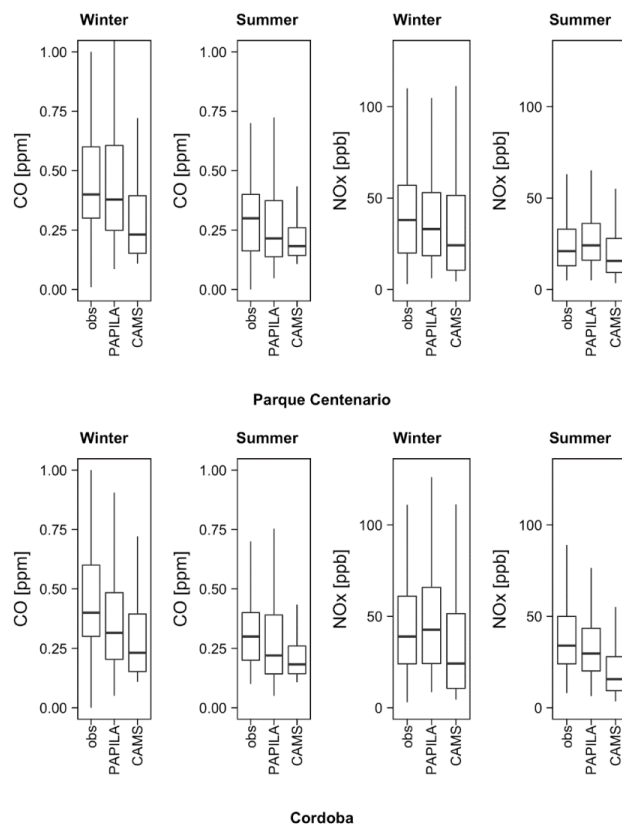 Winter Summer Winter Summer
CO [ppm] 1.00 0.75 0.50 0.25 0.00 obs PAPILA CAMS
CO [ppm] 1.00 0.75 0.50 0.25 0.00 obs PAPILA CAMS
NOx [ppb] 100 50 0 obs PAPILA CAMS
NOx [ppb] 100 50 0 obs PAPILA CAMS
Parque Centenario
Winter Summer Winter Summer
CO [ppm] 1.00 0.75 0.50 0.25 0.00 obs PAPILA CAMS
CO [ppm] 1.00 0.75 0.50 0.25 0.00 obs PAPILA CAMS
NOx [ppb] 100 50 0 obs PAPILA CAMS
NOx [ppb] 100 50 0 obs PAPILA CAMS
Cordoba